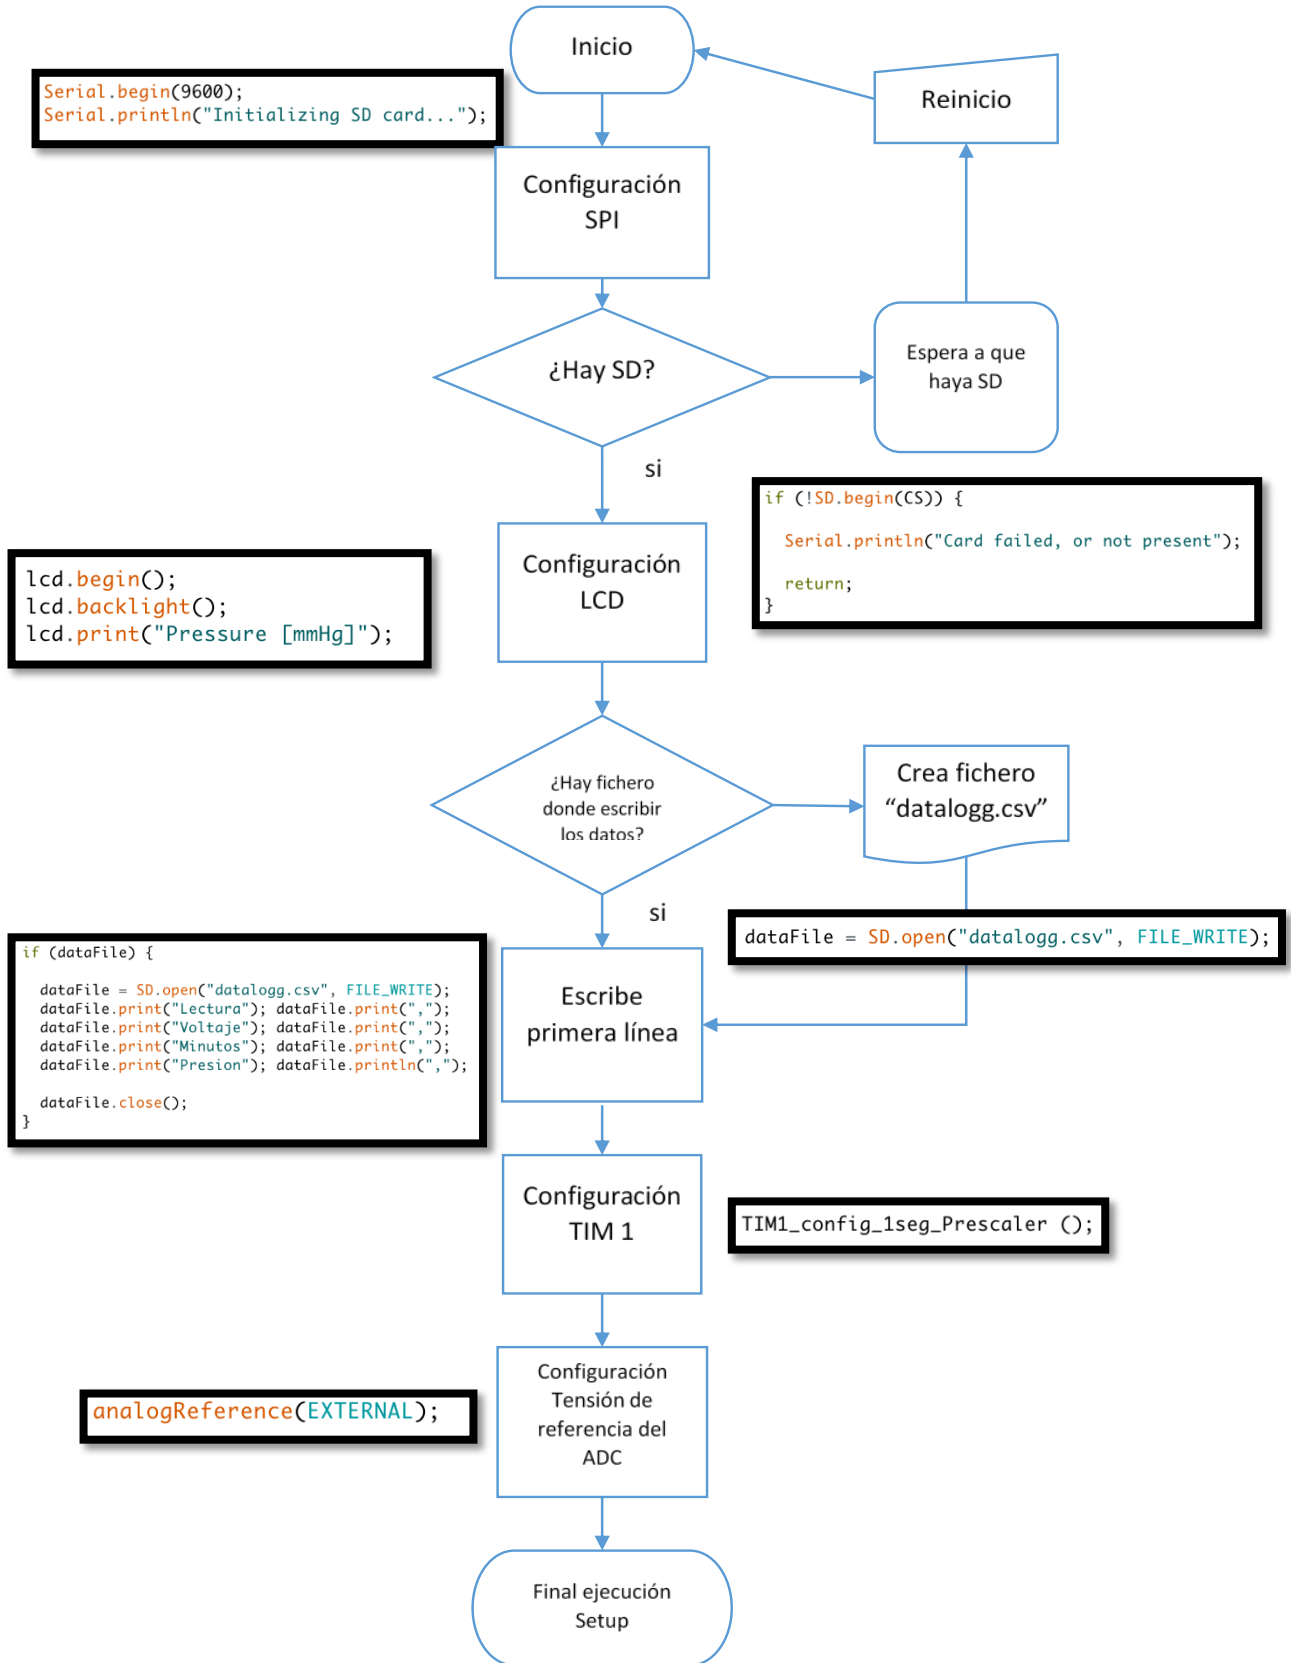 Inicio
Reinicio
Serial.begin(9600);
Serial.println("Initializing SD card...");
Configuración
SPI
¿Hay SD?
Espera a que
haya SD
si
if (!SD.begin(CS)) {
Serial.println("Card failed, or not present");
return;
}
Configuración
LCD
lcd.begin();
lcd.backlight();
lcd.print("Pressure [mmHg]");
¿Hay fichero
donde escribir
los datos?
Crea fichero
“datalogg.csv”
si
dataFile = SD.open("datalogg.csv", FILE_WRITE);
if (dataFile) {
dataFile = SD.open("datalogg.csv", FILE_WRITE);
dataFile.print("Lectura"); dataFile.print(",");
dataFile.print("Voltaje"); dataFile.print(",");
dataFile.print("Minutos"); dataFile.print(",");
dataFile.print("Presion"); dataFile.println(",");
dataFile.close();
}
Escribe
primera línea
Configuración
TIM 1
TIM1_config_1seg_Prescaler ();
Configuración
Tensión de
referencia del
ADC
analogReference(EXTERNAL);
Final ejecución
Setup